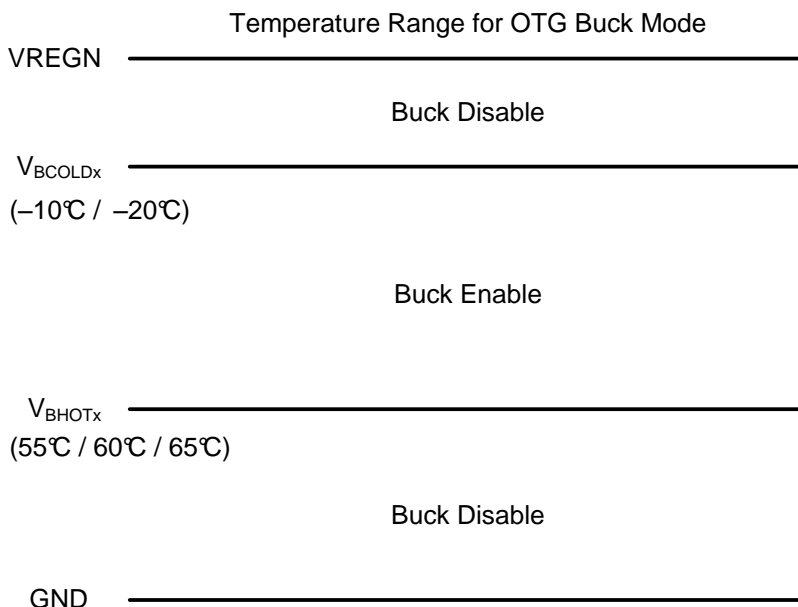 Temperature Range for OTG Buck Mode
VREGN
Buck Disable
VBCOLDx
(–10℃ / –20℃)
Buck Enable
VBHOTx
(55℃ / 60℃ / 65℃)
Buck Disable
GND